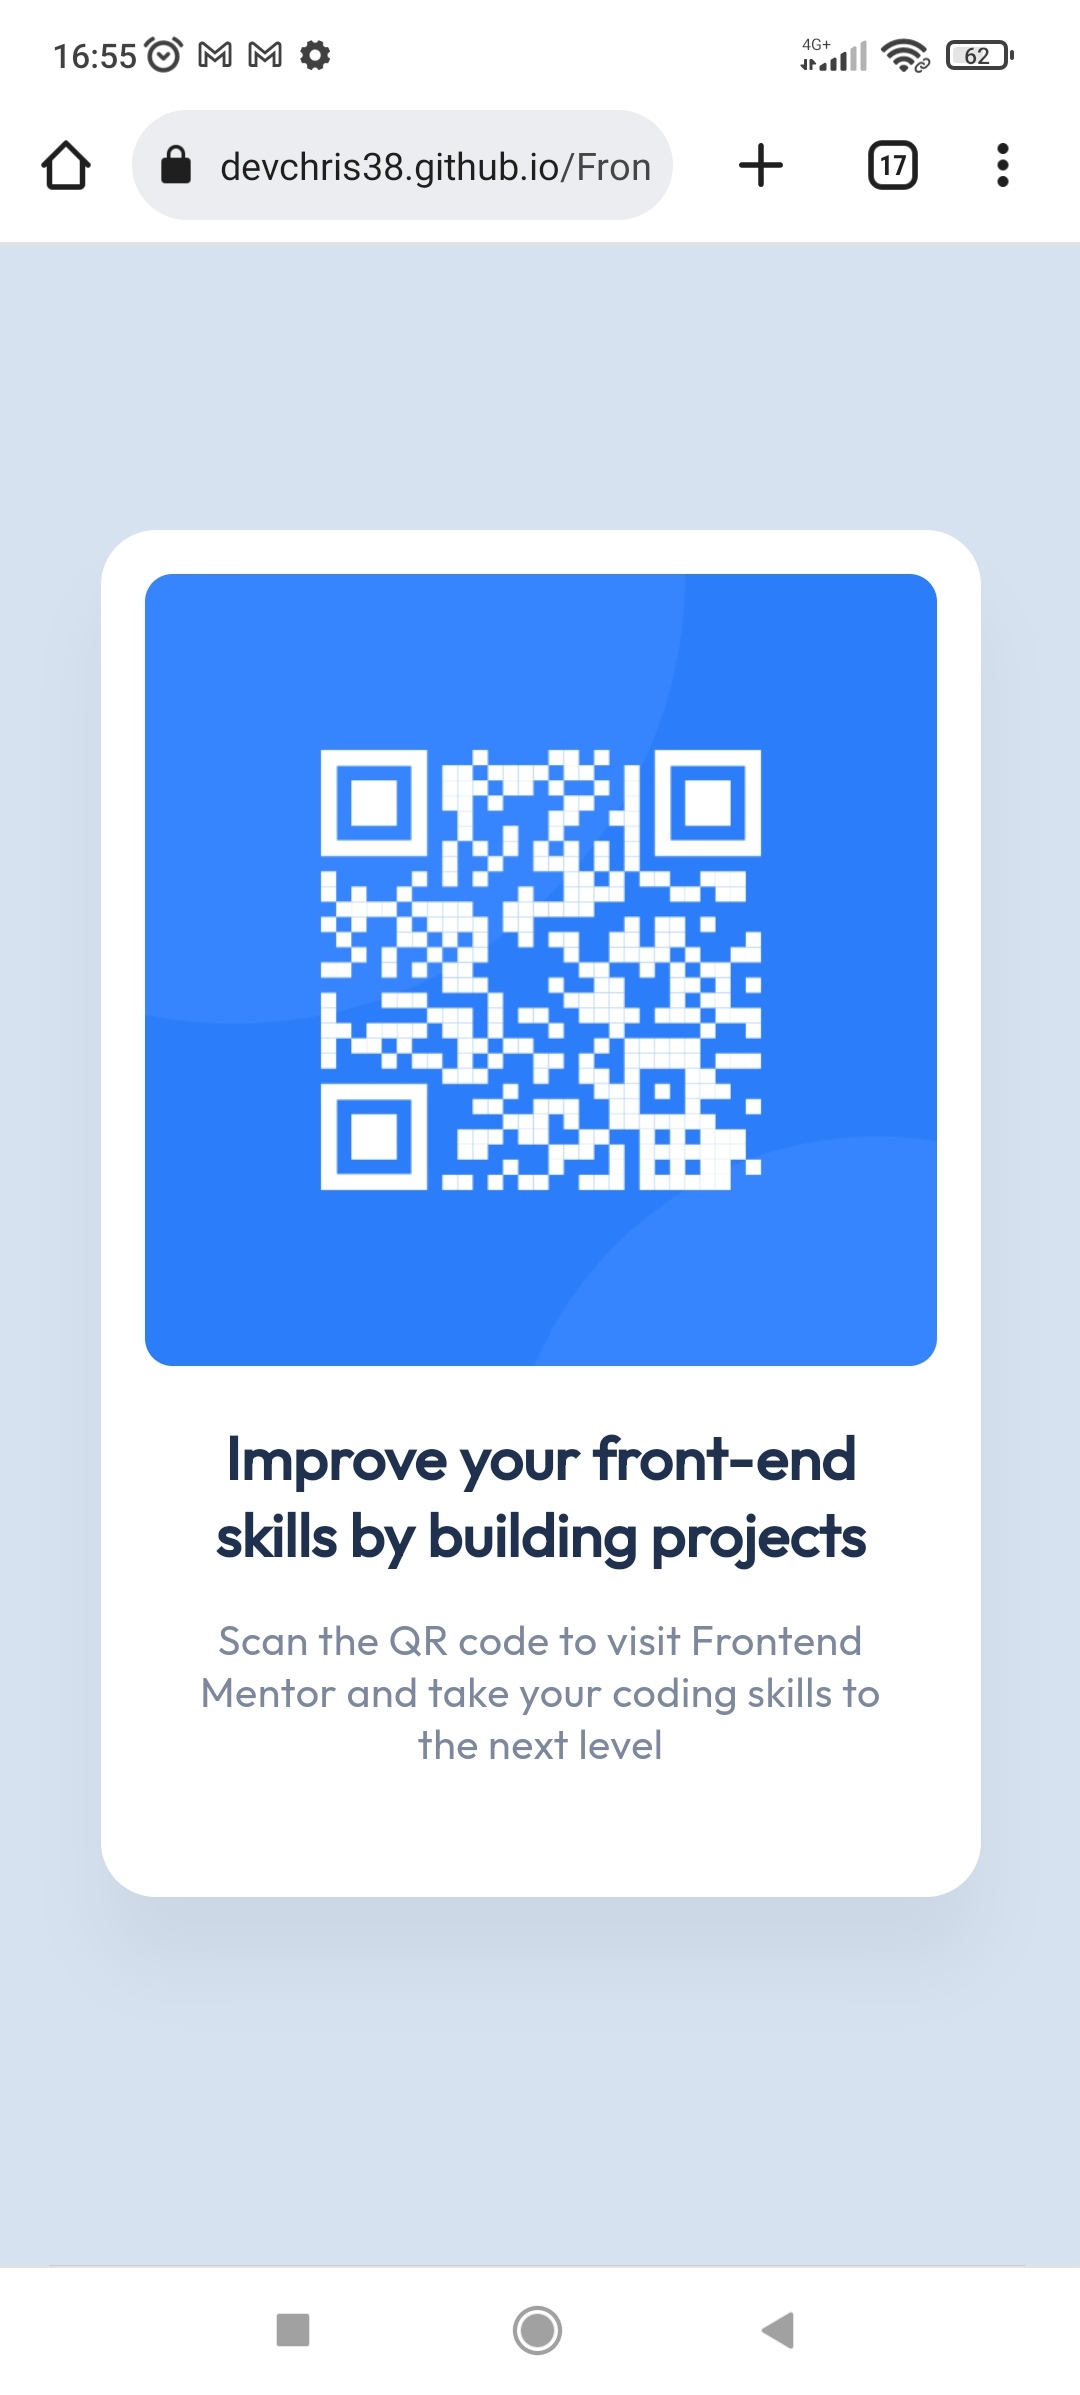 16:55
4G+
62
devchris38.github.io/Fron
17
Improve your front-end
skills by building projects
Scan the QR code to visit Frontend
Mentor and take your coding skills to
the next level